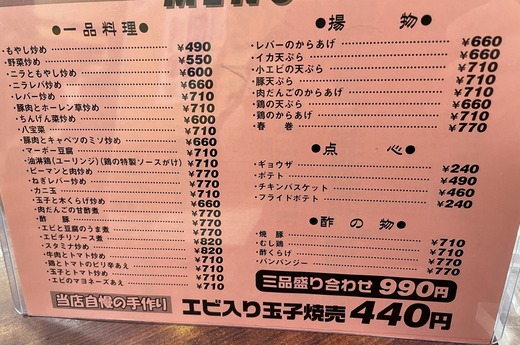 MENU
●一品料理●
・もやし炒め ¥490
・野菜炒め ¥550
・ニラともやし炒め ¥600
・ニラレバ炒め ¥660
・レバー炒め ¥710
・豚肉とホーレン草炒め ¥710
・ちんげん菜炒め ¥600
・八宝菜 ¥710
・豚肉とキャベツのミソ炒め ¥660
・マーボー豆腐 ¥710
・油淋鶏(ユーリンジ)(鶏の特製ソースがけ) ¥710
・ピーマンと肉炒め ¥770
・ねぎレバー炒め ¥770
・カニ玉 ¥710
・玉子と木くらげ炒め ¥660
・肉だんごの甘酢煮 ¥770
・酢豚 ¥770
・エビと豆腐のうま煮 ¥770
・エビチリソース煮 ¥820
・スタミナ炒め ¥820
・牛肉とトマト炒め ¥710
・鶏とトマトのピリ辛あえ ¥710
・玉子とトマト炒め ¥710
・エビのマヨネーズあえ ¥710
●揚物●
・レバーのからあげ ¥660
・イカ天ぷら ¥660
・小エビの天ぷら ¥710
・豚天ぷら ¥710
・肉だんごのからあげ ¥710
・鶏の天ぷら ¥660
・鶏のからあげ ¥710
・春巻 ¥770
●点心●
・ギョウザ ¥240
・ポテト ¥490
・チキンバスケット ¥460
・フライドポテト ¥240
●酢の物●
・焼豚 ¥710
・むし鶏 ¥710
・酢くらげ ¥770
・バンバンジー ¥770
三品盛り合わせ 990円
当店自慢の手作り エビ入り玉子焼売 440円